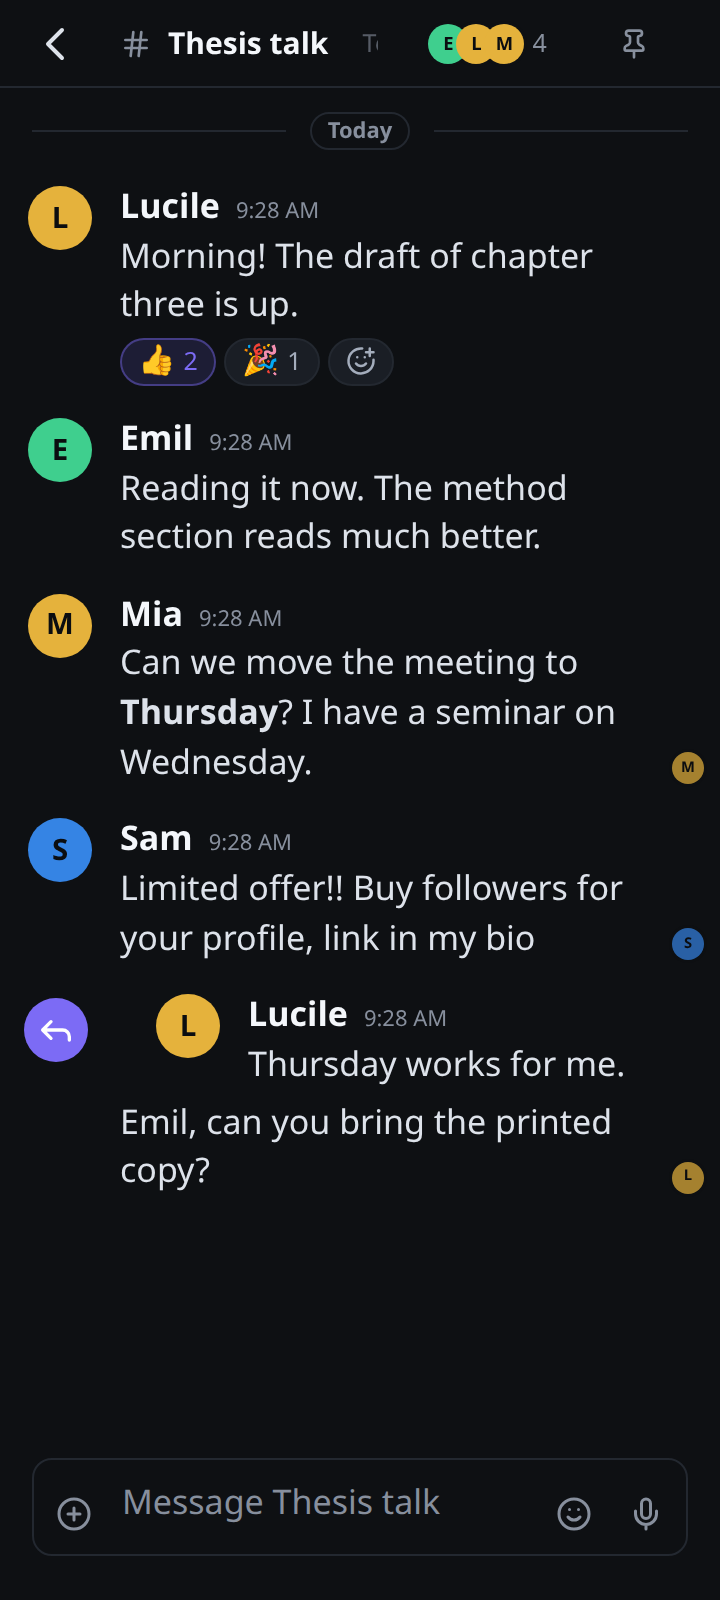 # Thesis talk
E L M 4
Today
L
Lucile 9:28 AM
Morning! The draft of chapter
three is up.
👍 2 🎉 1
E
Emil 9:28 AM
Reading it now. The method
section reads much better.
M
Mia 9:28 AM
Can we move the meeting to
Thursday? I have a seminar on
Wednesday.
M
S
Sam 9:28 AM
Limited offer!! Buy followers for
your profile, link in my bio
S
L
Lucile 9:28 AM
Thursday works for me.
Emil, can you bring the printed
copy?
L
Message Thesis talk